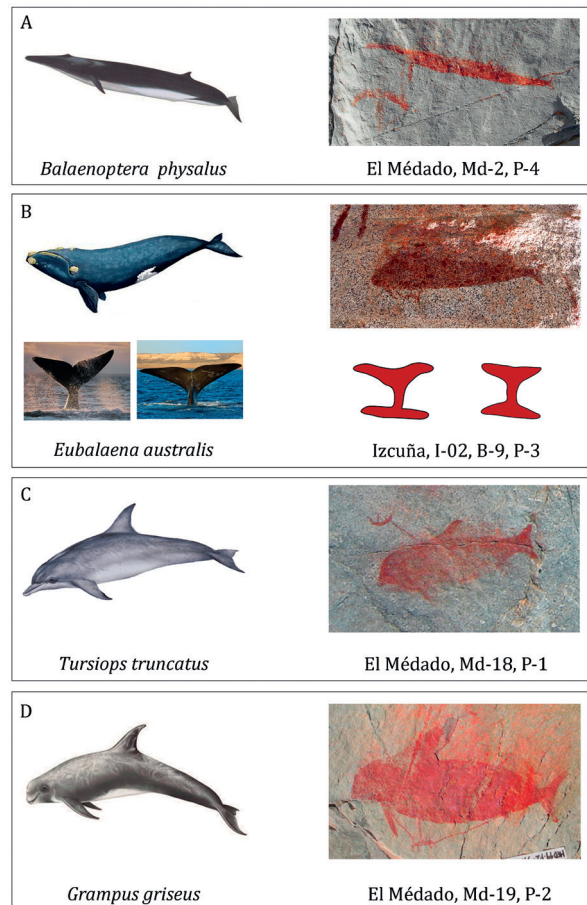 A
Balaenoptera physalus
El Médado, Md-2, P-4
B
Eubalaena australis
Izcuña, I-02, B-9, P-3
C
Tursiops truncatus
El Médado, Md-18, P-1
D
Grampus griseus
El Médado, Md-19, P-2